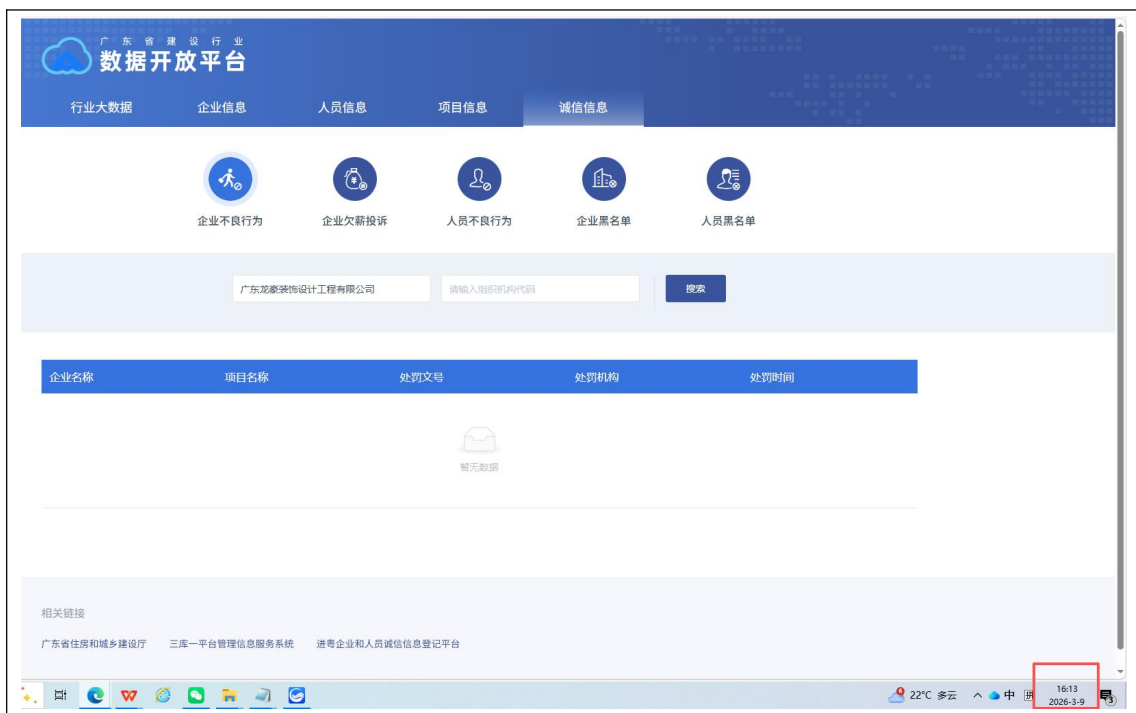 广东省建设行业
数据开放平台
行业大数据 企业信息 人员信息 项目信息 诚信信息
企业不良行为 企业欠薪投诉 人员不良行为 企业黑名单 人员黑名单
广东龙豪装饰设计工程有限公司 请输入组织机构代码 搜索
企业名称 项目名称 处罚文号 处罚机构 处罚时间
暂无数据
相关链接
广东省住房和城乡建设厅 三库一平台管理信息服务系统 进粤企业和人员诚信信息登记平台
22°C 多云 中 拼 16:13
2026-3-9 3